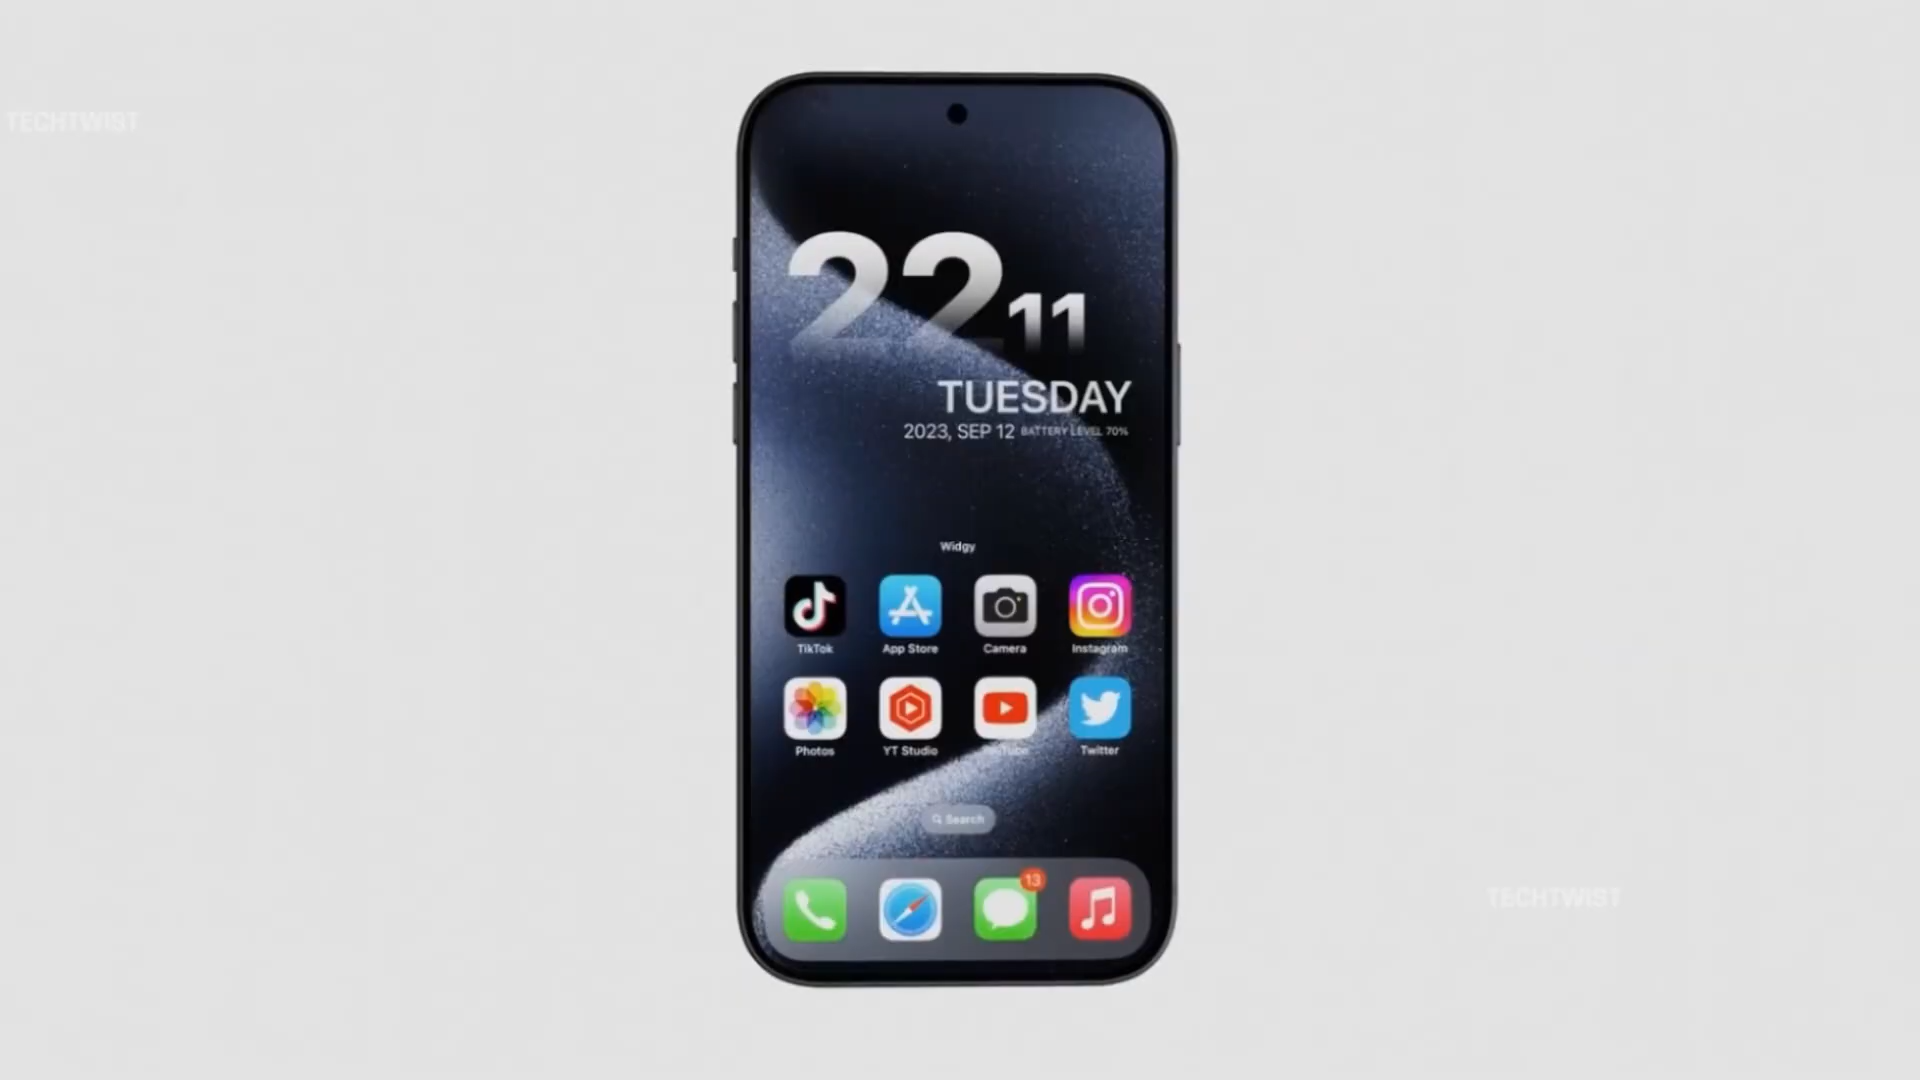 TECHTWIST
22 11
TUESDAY
2023, SEP 12 BATTERY LEVEL 70%
Widgy
TikTok App Store Camera Instagram
Photos YT Studio YouTube Twitter
Search
13
TECHTWIST